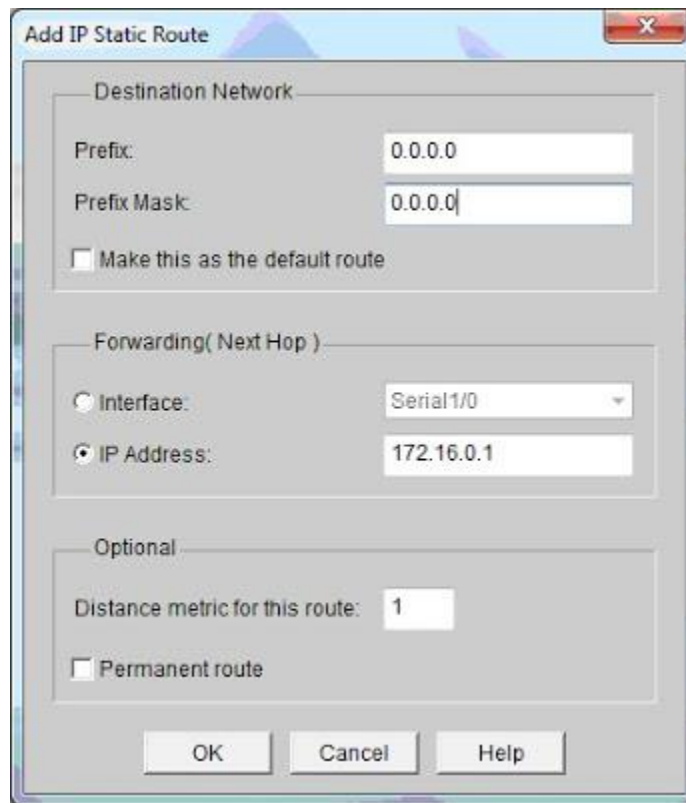 Add IP Static Route
Destination Network
Prefix: 0.0.0.0
Prefix Mask: 0.0.0.0
Make this as the default route
Forwarding( Next Hop )
Interface: Serial1/0
IP Address: 172.16.0.1
Optional
Distance metric for this route: 1
Permanent route
OK Cancel Help